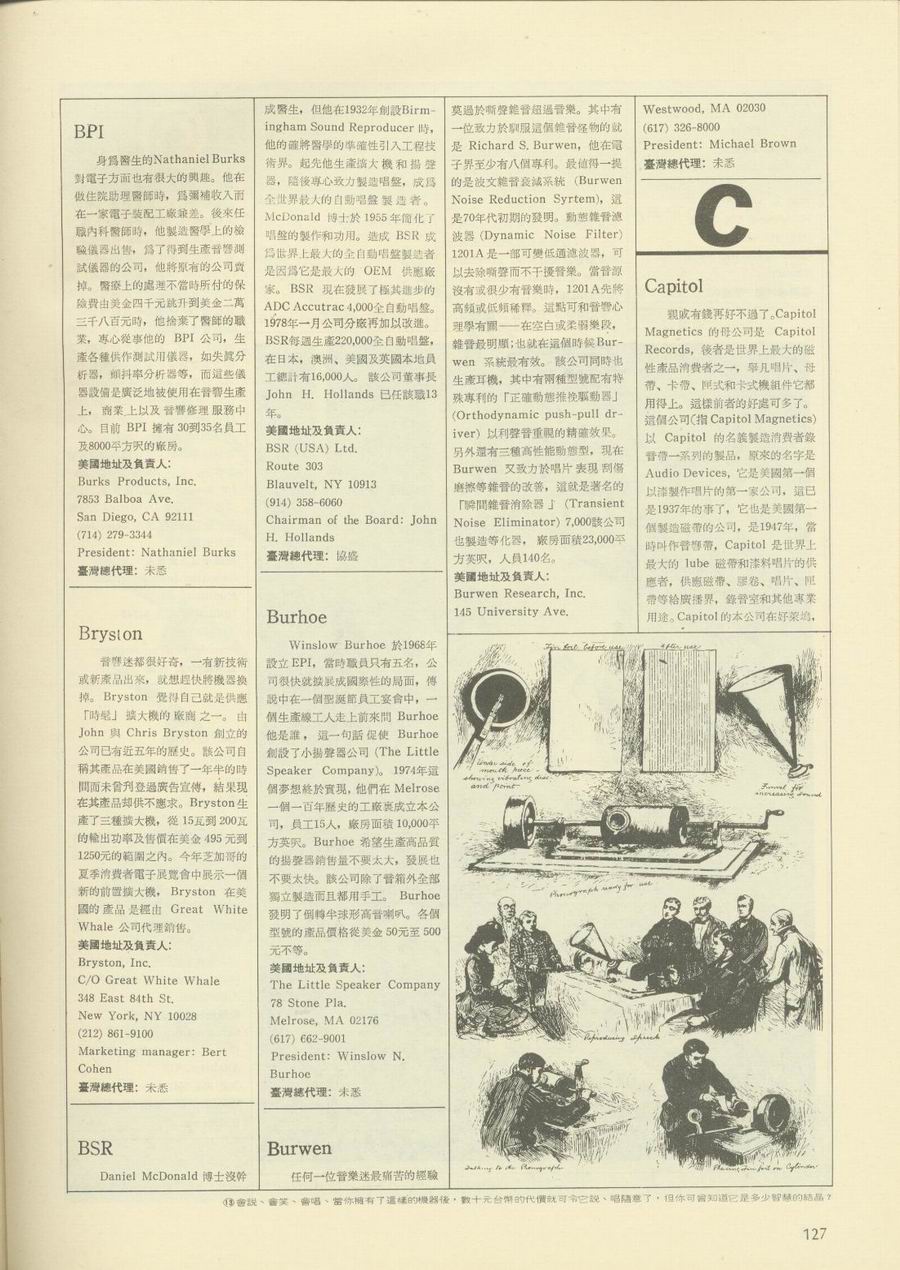 BPI
身爲醫生的Nathaniel Burks
對電子方面也有很大的興趣。他在
做住院助理醫師時，爲彌補收入而
在一家電子裝配工廠兼差。後來任
職內科醫師時，他製造醫學上的檢
驗儀器出售，爲了得到生產音響測
試儀器的公司，他將原有的公司賣
掉。醫療上的處理不當時所付的保
險費由美金四千元跳升到美金二萬
三千八百元時，他捨棄了醫師的職
業，專心從事他的 BPI 公司，生
產各種供作測試用儀器，如失眞分
析器，顫抖率分析器等，而這些儀
器設備是廣泛地被使用在音響生產
上，商業上以及音響修理服務中
心。目前 BPI 擁有30到35名員工
及8000平方呎的廠房。
美國地址及負責人：
Burks Products, Inc.
7853 Balboa Ave.
San Diego, CA 92111
(714) 279-3344
President: Nathaniel Burks
臺灣總代理：未悉
Bryston
音響迷都很好奇，一有新技術
或新產品出來，就想趕快將機器換
掉。Bryston 覺得自己就是供應
「時髦」擴大機的廠商之一。由
John 與 Chris Bryston 創立的
公司已有近五年的歷史。該公司自
稱其產品在美國銷售了一年半的時
間而未曾刋登過廣告宣傳，結果現
在其產品却供不應求。Bryston生
產了三種擴大機，從 15瓦到 200瓦
的輸出功率及售價在美金 495 元到
1250元的範圍之內。今年芝加哥的
夏季消費者電子展覽會中展示一個
新的前置擴大機，Bryston 在美
國的產品是經由 Great White
Whale 公司代理銷售。
美國地址及負責人：
Bryston, Inc.
C/O Great White Whale
348 East 84th St.
New York, NY 10028
(212) 861-9100
Marketing manager: Bert
Cohen
臺灣總代理：未悉
BSR
Daniel McDonald 博士沒幹
成醫生，但他在1932年創設Birm-
ingham Sound Reproducer 時，
他的確將醫學的準確性引入工程技
術界。起先他生產擴大機和揚聲
器，隨後專心致力製造唱盤，成爲
全世界最大的自動唱盤製造者。
McDonald 博士於 1955 年簡化了
唱盤的製作和功用。造成 BSR 成
爲世界上最大的全自動唱盤製造者
是因爲它是最大的 OEM 供應廠
家。BSR 現在發展了極其進步的
ADC Accutrac 4,000全自動唱盤。
1978年一月公司分廠再加以改進。
BSR每週生產220,000全自動唱盤，
在日本，澳洲、美國及英國本地員
工總計有16,000人。該公司董事長
John H. Hollands 已任該職13
年。
美國地址及負責人：
BSR (USA) Ltd.
Route 303
Blauvelt, NY 10913
(914) 358-6060
Chairman of the Board: John
H. Hollands
臺灣總代理：協盛
Burhoe
Winslow Burhoe 於1968年
設立 EPI，當時職員只有五名，公
司很快就擴展成國際性的局面，傳
說中在一個聖誕節員工宴會中，一
個生產線工人走上前來問 Burhoe
他是誰，這一句話促使 Burhoe
創設了小揚聲器公司 (The Little
Speaker Company)。1974年這
個夢想終於實現，他們在 Melrose
一個一百年歷史的工廠裏成立本公
司，員工15人，廠房面積 10,000平
方英呎。Burhoe 希望生產高品質
的揚聲器銷售量不要太大，發展也
不要太快。該公司除了音箱外全部
獨立製造而且都用手工。Burhoe
發明了倒轉半球形高音喇叭。各個
型號的產品價格從美金 50元至 500
元不等。
美國地址及負責人：
The Little Speaker Company
78 Stone Pla.
Melrose, MA 02176
(617) 662-9001
President: Winslow N.
Burhoe
臺灣總代理：未悉
Burwen
任何一位音樂迷最痛苦的經驗
莫過於嘶聲雜音超過音樂。其中有
一位致力於馴服這個雜音怪物的就
是 Richard S. Burwen，他在電
子界至少有八個專利。最値得一提
的是波文雜音衰減系統 (Burwen
Noise Reduction Syrtem)，這
是70年代初期的發明。動態雜音濾
波器 (Dynamic Noise Filter)
1201A 是一部可變低通濾波器，可
以去除嘶聲而不干擾音樂。當音源
沒有或很少有音樂時，1201A先將
高頻或低頻稀釋。這點可和音響心
理學有關——在空白或柔弱樂段，
雜音最明顯；也就在這個時候Bur-
wen 系統最有效。該公司同時也
生產耳機，其中有兩種型號配有特
殊專利的「正確動態推挽驅動器」
(Orthodynamic push-pull dr-
iver) 以利聲音重視的精確效果。
另外還有三種高性能動態型，現在
Burwen 又致力於唱片表現刮傷
磨擦等雜音的改善，這就是著名的
「瞬間雜音消除器」(Transient
Noise Eliminator) 7,000該公司
也製造等化器，廠房面積23,000平
方英呎，人員140名。
美國地址及負責人：
Burwen Research, Inc.
145 University Ave.
Westwood, MA 02030
(617) 326-8000
President: Michael Brown
臺灣總代理：未悉
C
Capitol
親戚有錢再好不過了。Capitol
Magnetics 的母公司是 Capitol
Records，後者是世界上最大的磁
性產品消費者之一，舉凡唱片、母
帶、卡帶、匣式和卡式機組件它都
用得上。這樣前者的好處可多了。
這個公司〔指Capitol Magnetics)
以 Capitol 的名義製造消費者錄
音帶一系列的製品，原來的名字是
Audio Devices，它是美國第一個
以漆製作唱片的第一家公司，這已
是1937年的事了，它也是美國第一
個製造磁帶的公司，是1947年，當
時叫作音響帶，Capitol 是世界上
最大的 lube 磁帶和漆料唱片的供
應者，供應磁帶、膠卷、唱片、匣
帶等給廣播界，錄音室和其他專業
用途。Capitol的本公司在好萊塢，
Tin foil before use
after use
Under side of
mouth piece
showing vibrating disc
and point
Funnel for
increasing sound
Phonograph ready for use
Reproducing Speech
Talking to the Phonograph
Placing tin foil on Cylinder
⑬會説、會笑、會唱、當你擁有了這樣的機器後，數十元台幣的代價就可令它說、唱隨意了，但你可曾知道它是多少智慧的結晶？
127